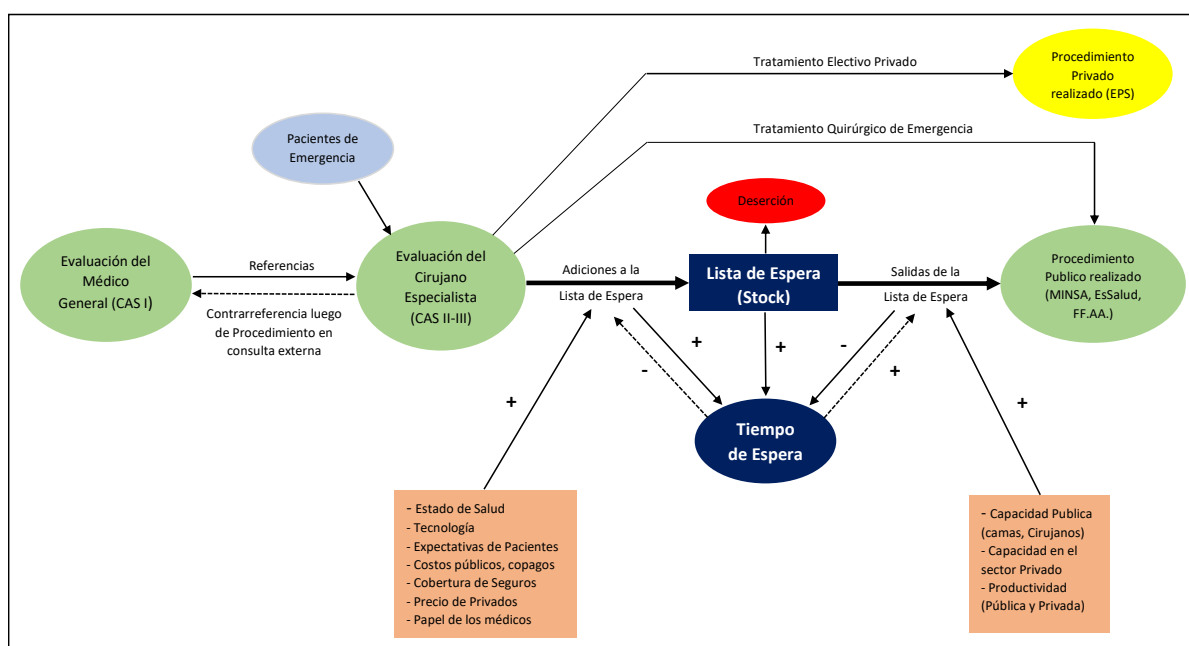 Tratamiento Electivo Privado
Procedimiento
Privado
realizado (EPS)
Pacientes de
Emergencia
Tratamiento Quirúrgico de Emergencia
Deserción
Evaluación del
Médico
General (CAS I)
Referencias
Contrarreferencia luego
de Procedimiento en
consulta externa
Evaluación del
Cirujano
Especialista
(CAS II-III)
Adiciones a la
Lista de Espera
Lista de Espera
(Stock)
Salidas de la
Lista de Espera
Procedimiento
Publico realizado
(MINSA, EsSalud,
FF.AA.)
+
-
+
+
-
+
+
Tiempo
de Espera
- Estado de Salud
- Tecnología
- Expectativas de Pacientes
- Costos públicos, copagos
- Cobertura de Seguros
- Precio de Privados
- Papel de los médicos
- Capacidad Publica
(camas, Cirujanos)
- Capacidad en el
sector Privado
- Productividad
(Pública y Privada)